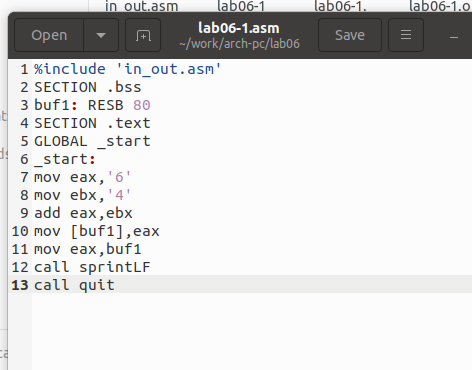 in_out.asm lab06-1 lab06-1. lab06-1.o
Open lab06-1.asm Save
~/work/arch-pc/lab06
1 %include 'in_out.asm'
2 SECTION .bss
3 buf1: RESB 80
4 SECTION .text
5 GLOBAL _start
6 _start:
7 mov eax,'6'
8 mov ebx,'4'
9 add eax,ebx
10 mov [buf1],eax
11 mov eax,buf1
12 call sprintLF
13 call quit